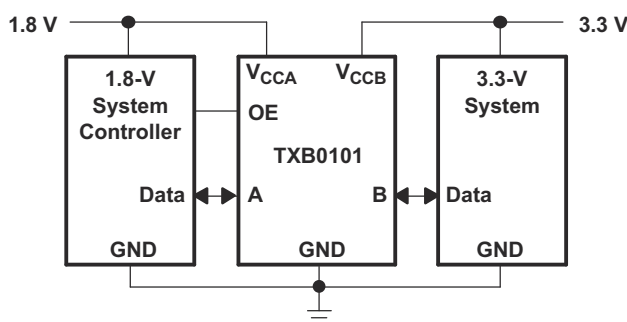 1.8 V
3.3 V
1.8-V
System
Controller
VCCA
VCCB
OE
TXB0101
3.3-V
System
Data
A
B
Data
GND
GND
GND